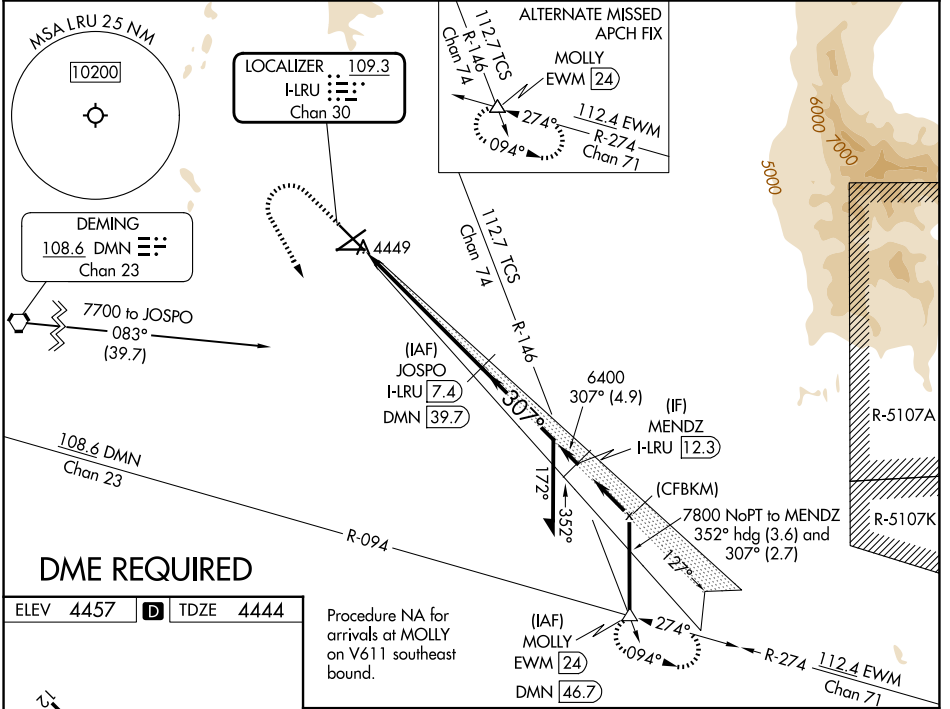 MSA LRU 25 NM
10200
LOCALIZER 109.3
I-LRU
Chan 30
ALTERNATE MISSED
APCH FIX
112.7 TCS
R-146
Chan 74
MOLLY
EWM 24
274°
094°
112.4 EWM
R-274
Chan 71
6000
7000
5000
DEMING
108.6 DMN
Chan 23
4449
7700 to JOSPO
083°
(39.7)
112.7 TCS
Chan 74
R-146
(IAF)
JOSPO
I-LRU 7.4
DMN 39.7
307°
6400
307° (4.9)
(IF)
MENDZ
I-LRU 12.3
R-5107A
108.6 DMN
Chan 23
R-094
172°
352°
(CFBKM)
7800 NoPT to MENDZ
352° hdg (3.6) and
307° (2.7)
127°
R-5107K
DME REQUIRED
ELEV 4457 D TDZE 4444
12
Procedure NA for
arrivals at MOLLY
on V611 southeast
bound.
(IAF)
MOLLY
EWM 24
DMN 46.7
274°
094°
R-274
112.4 EWM
Chan 71